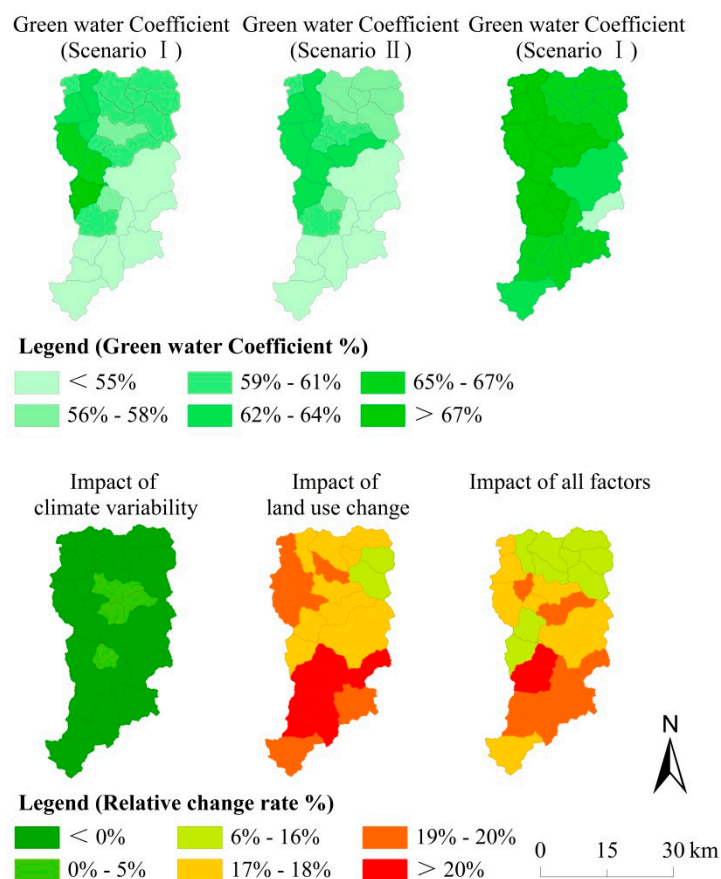 Green water Coefficient Green water Coefficient Green water Coefficient
(Scenario Ⅰ) (Scenario Ⅱ) (Scenario Ⅰ)
Legend (Green water Coefficient %)
< 55% 59% - 61% 65% - 67%
56% - 58% 62% - 64% > 67%
Impact of climate variability
Impact of land use change
Impact of all factors
N
Legend (Relative change rate %)
< 0% 6% - 16% 19% - 20%
0% - 5% 17% - 18% > 20%
0 15 30 km